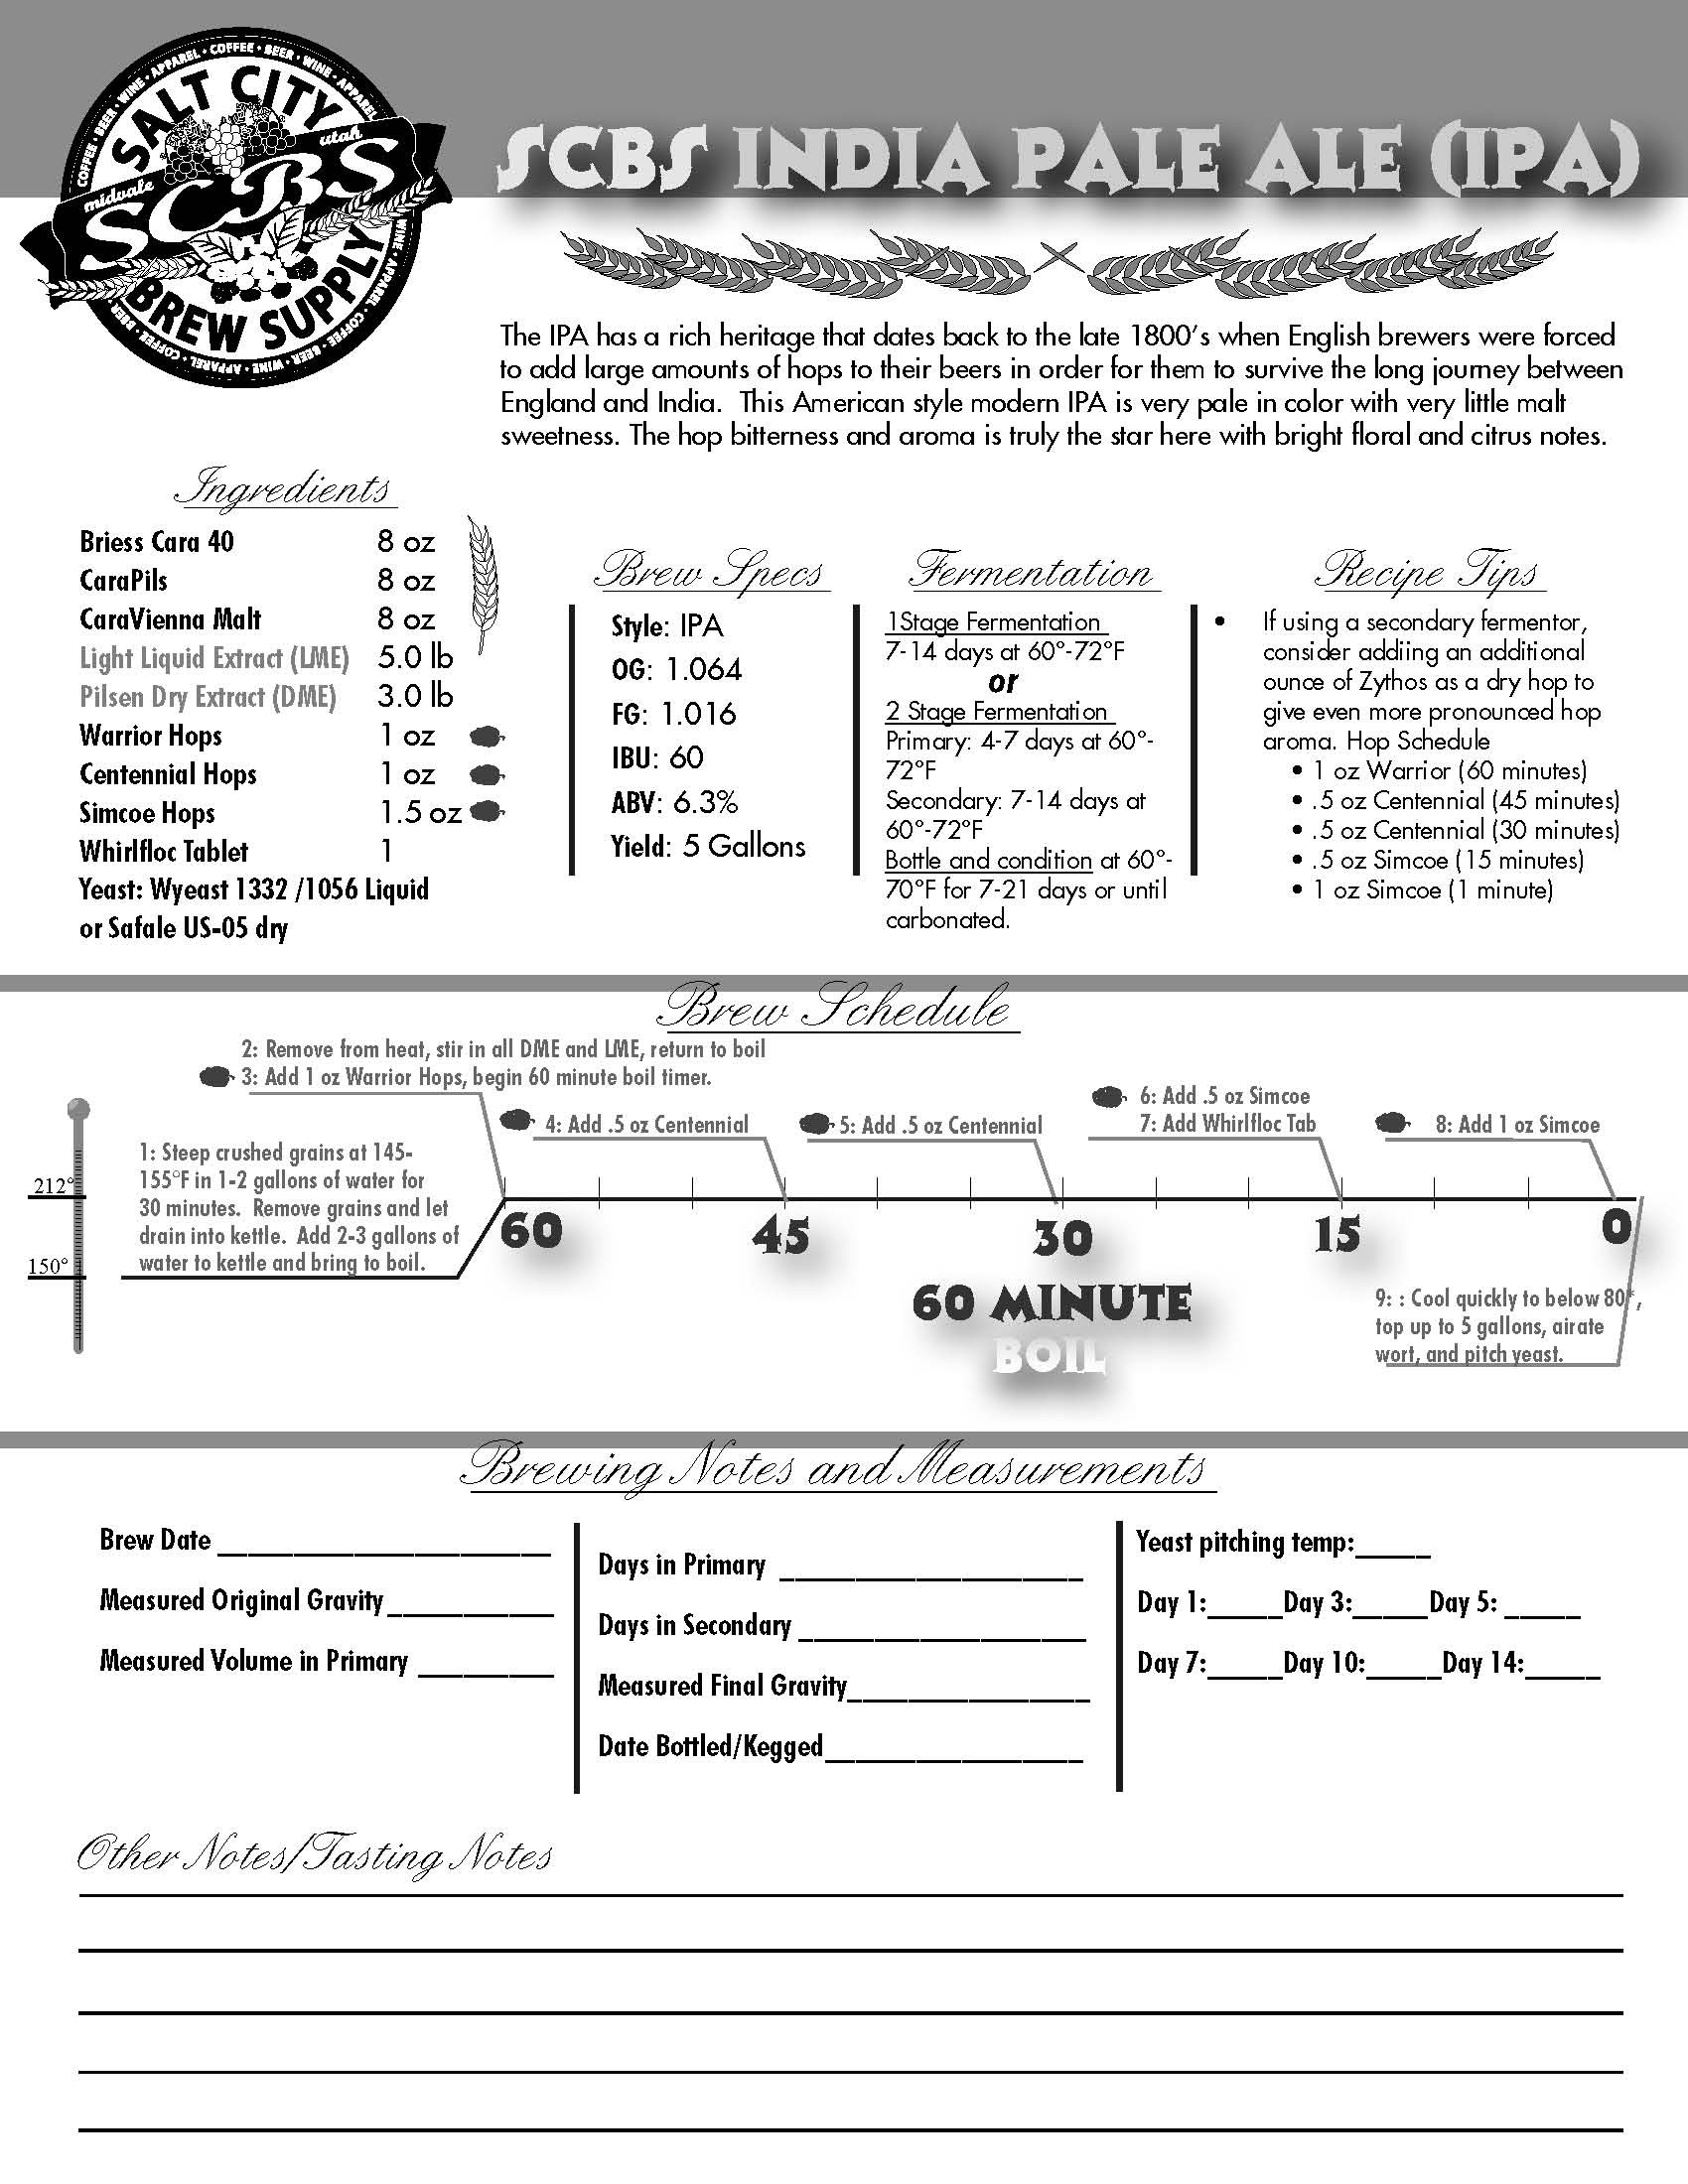 COFFEE • BEER • WINE • APPAREL • COFFEE • BEER • WINE • APPAREL
SALT CITY
midvale
utah
SCBS
BREW SUPPLY
SCBS INDIA PALE ALE (IPA)
The IPA has a rich heritage that dates back to the late 1800's when English brewers were forced
to add large amounts of hops to their beers in order for them to survive the long journey between
England and India.  This American style modern IPA is very pale in color with very little malt
sweetness. The hop bitterness and aroma is truly the star here with bright floral and citrus notes.
Ingredients
Briess Cara 40 8 oz
CaraPils 8 oz
CaraVienna Malt 8 oz
Light Liquid Extract (LME) 5.0 lb
Pilsen Dry Extract (DME) 3.0 lb
Warrior Hops 1 oz
Centennial Hops 1 oz
Simcoe Hops 1.5 oz
Whirlfloc Tablet 1
Yeast: Wyeast 1332 /1056 Liquid
or Safale US-05 dry
Brew Specs
Style: IPA
OG: 1.064
FG: 1.016
IBU: 60
ABV: 6.3%
Yield: 5 Gallons
Fermentation
1Stage Fermentation
7-14 days at 60°-72°F
or
2 Stage Fermentation
Primary: 4-7 days at 60°-
72°F
Secondary: 7-14 days at
60°-72°F
Bottle and condition at 60°-
70°F for 7-21 days or until
carbonated.
Recipe Tips
• If using a secondary fermentor,
consider addiing an additional
ounce of Zythos as a dry hop to
give even more pronounced hop
aroma. Hop Schedule
• 1 oz Warrior (60 minutes)
• .5 oz Centennial (45 minutes)
• .5 oz Centennial (30 minutes)
• .5 oz Simcoe (15 minutes)
• 1 oz Simcoe (1 minute)
Brew Schedule
2: Remove from heat, stir in all DME and LME, return to boil
3: Add 1 oz Warrior Hops, begin 60 minute boil timer.
4: Add .5 oz Centennial
5: Add .5 oz Centennial
6: Add .5 oz Simcoe
7: Add Whirlfloc Tab
8: Add 1 oz Simcoe
1: Steep crushed grains at 145-
155°F in 1-2 gallons of water for
30 minutes.  Remove grains and let
drain into kettle.  Add 2-3 gallons of
water to kettle and bring to boil.
212°
150°
60 45 30 15 0
60 MINUTE
BOIL
9: : Cool quickly to below 80°,
top up to 5 gallons, airate
wort, and pitch yeast.
Brewing Notes and Measurements
Brew Date ______________________
Measured Original Gravity___________
Measured Volume in Primary _________
Days in Primary ____________________
Days in Secondary ___________________
Measured Final Gravity________________
Date Bottled/Kegged_________________
Yeast pitching temp:_____
Day 1:_____Day 3:_____Day 5: _____
Day 7:_____Day 10:_____Day 14:_____
Other Notes/Tasting Notes